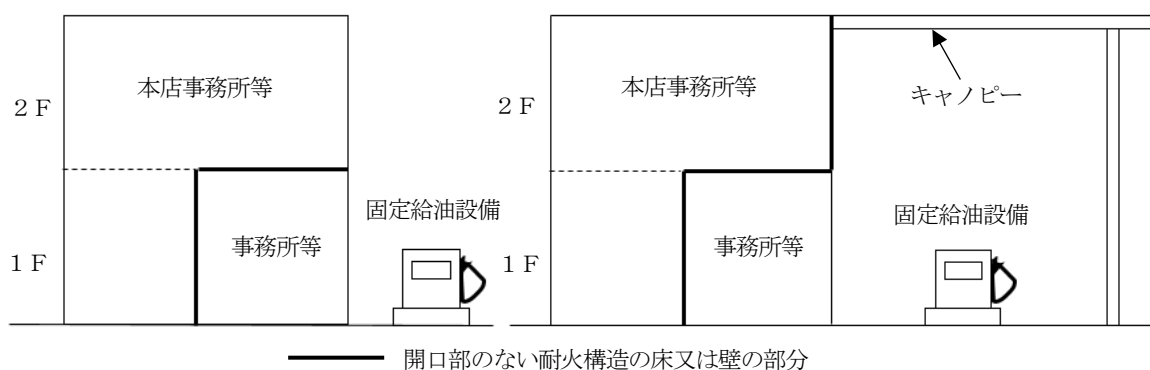 本店事務所等
２Ｆ
固定給油設備
事務所等
１Ｆ
本店事務所等
２Ｆ
キャノピー
固定給油設備
事務所等
１Ｆ
開口部のない耐火構造の床又は壁の部分